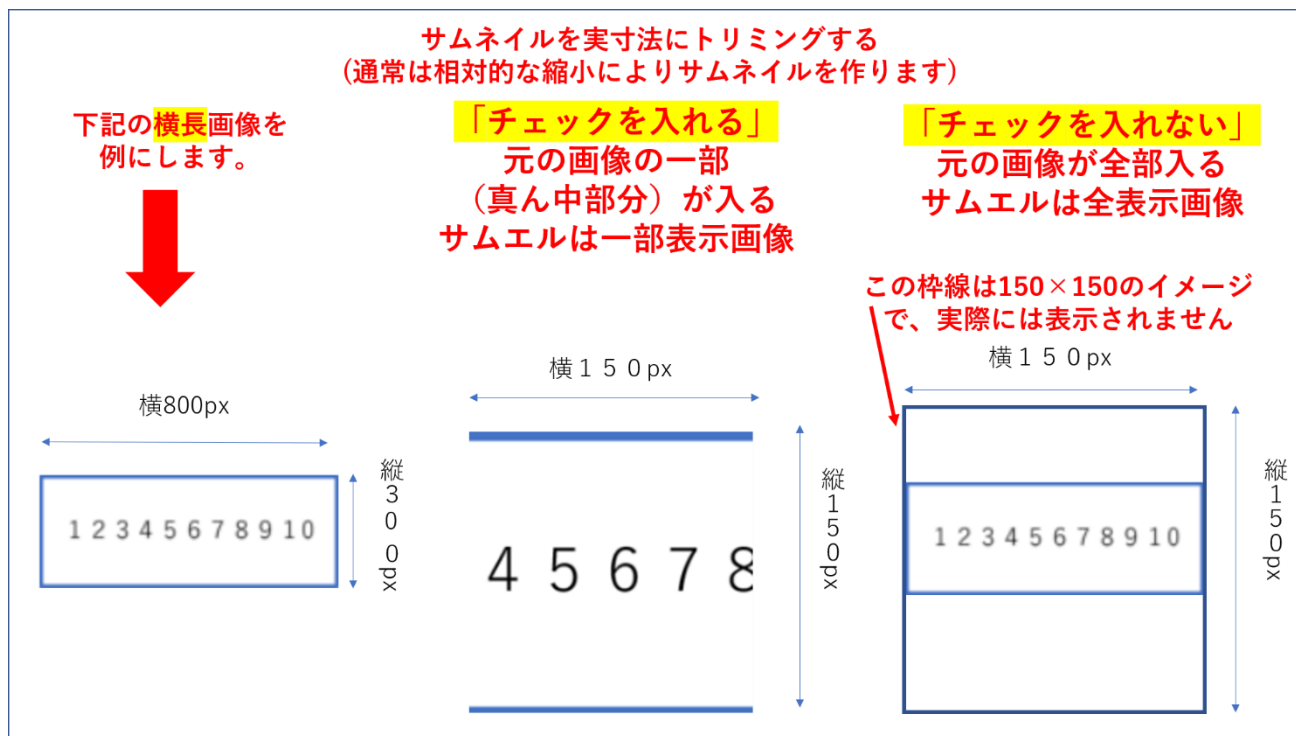 サムネイルを実寸法にトリミングする
(通常は相対的な縮小によりサムネイルを作ります)
下記の横長画像を
例にします。
「チェックを入れる」
元の画像の一部
（真ん中部分）が入る
サムエルは一部表示画像
「チェックを入れない」
元の画像が全部入る
サムエルは全表示画像
この枠線は150×150のイメージ
で、実際には表示されません
横800px
縦３００px
1 2 3 4 5 6 7 8 9 10
横１５０px
縦１５０px
4 5 6 7 8
横１５０px
縦１５０px
1 2 3 4 5 6 7 8 9 10